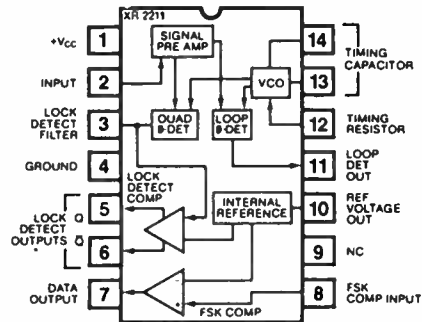 XR 2211
+VCC
1
INPUT
2
LOCK
DETECT
FILTER
3
GROUND
4
LOCK
DETECT
OUTPUTS
Q
5
Q̅
6
DATA
OUTPUT
7
SIGNAL
PRE AMP
QUAD
θ-DET
LOOP
θ-DET
VCO
LOCK DETECT
COMP
INTERNAL
REFERENCE
FSK COMP
14
TIMING
CAPACITOR
13
12
TIMING
RESISTOR
11
LOOP
DET
OUT
10
REF
VOLTAGE
OUT
9
NC
8
FSK
COMP INPUT